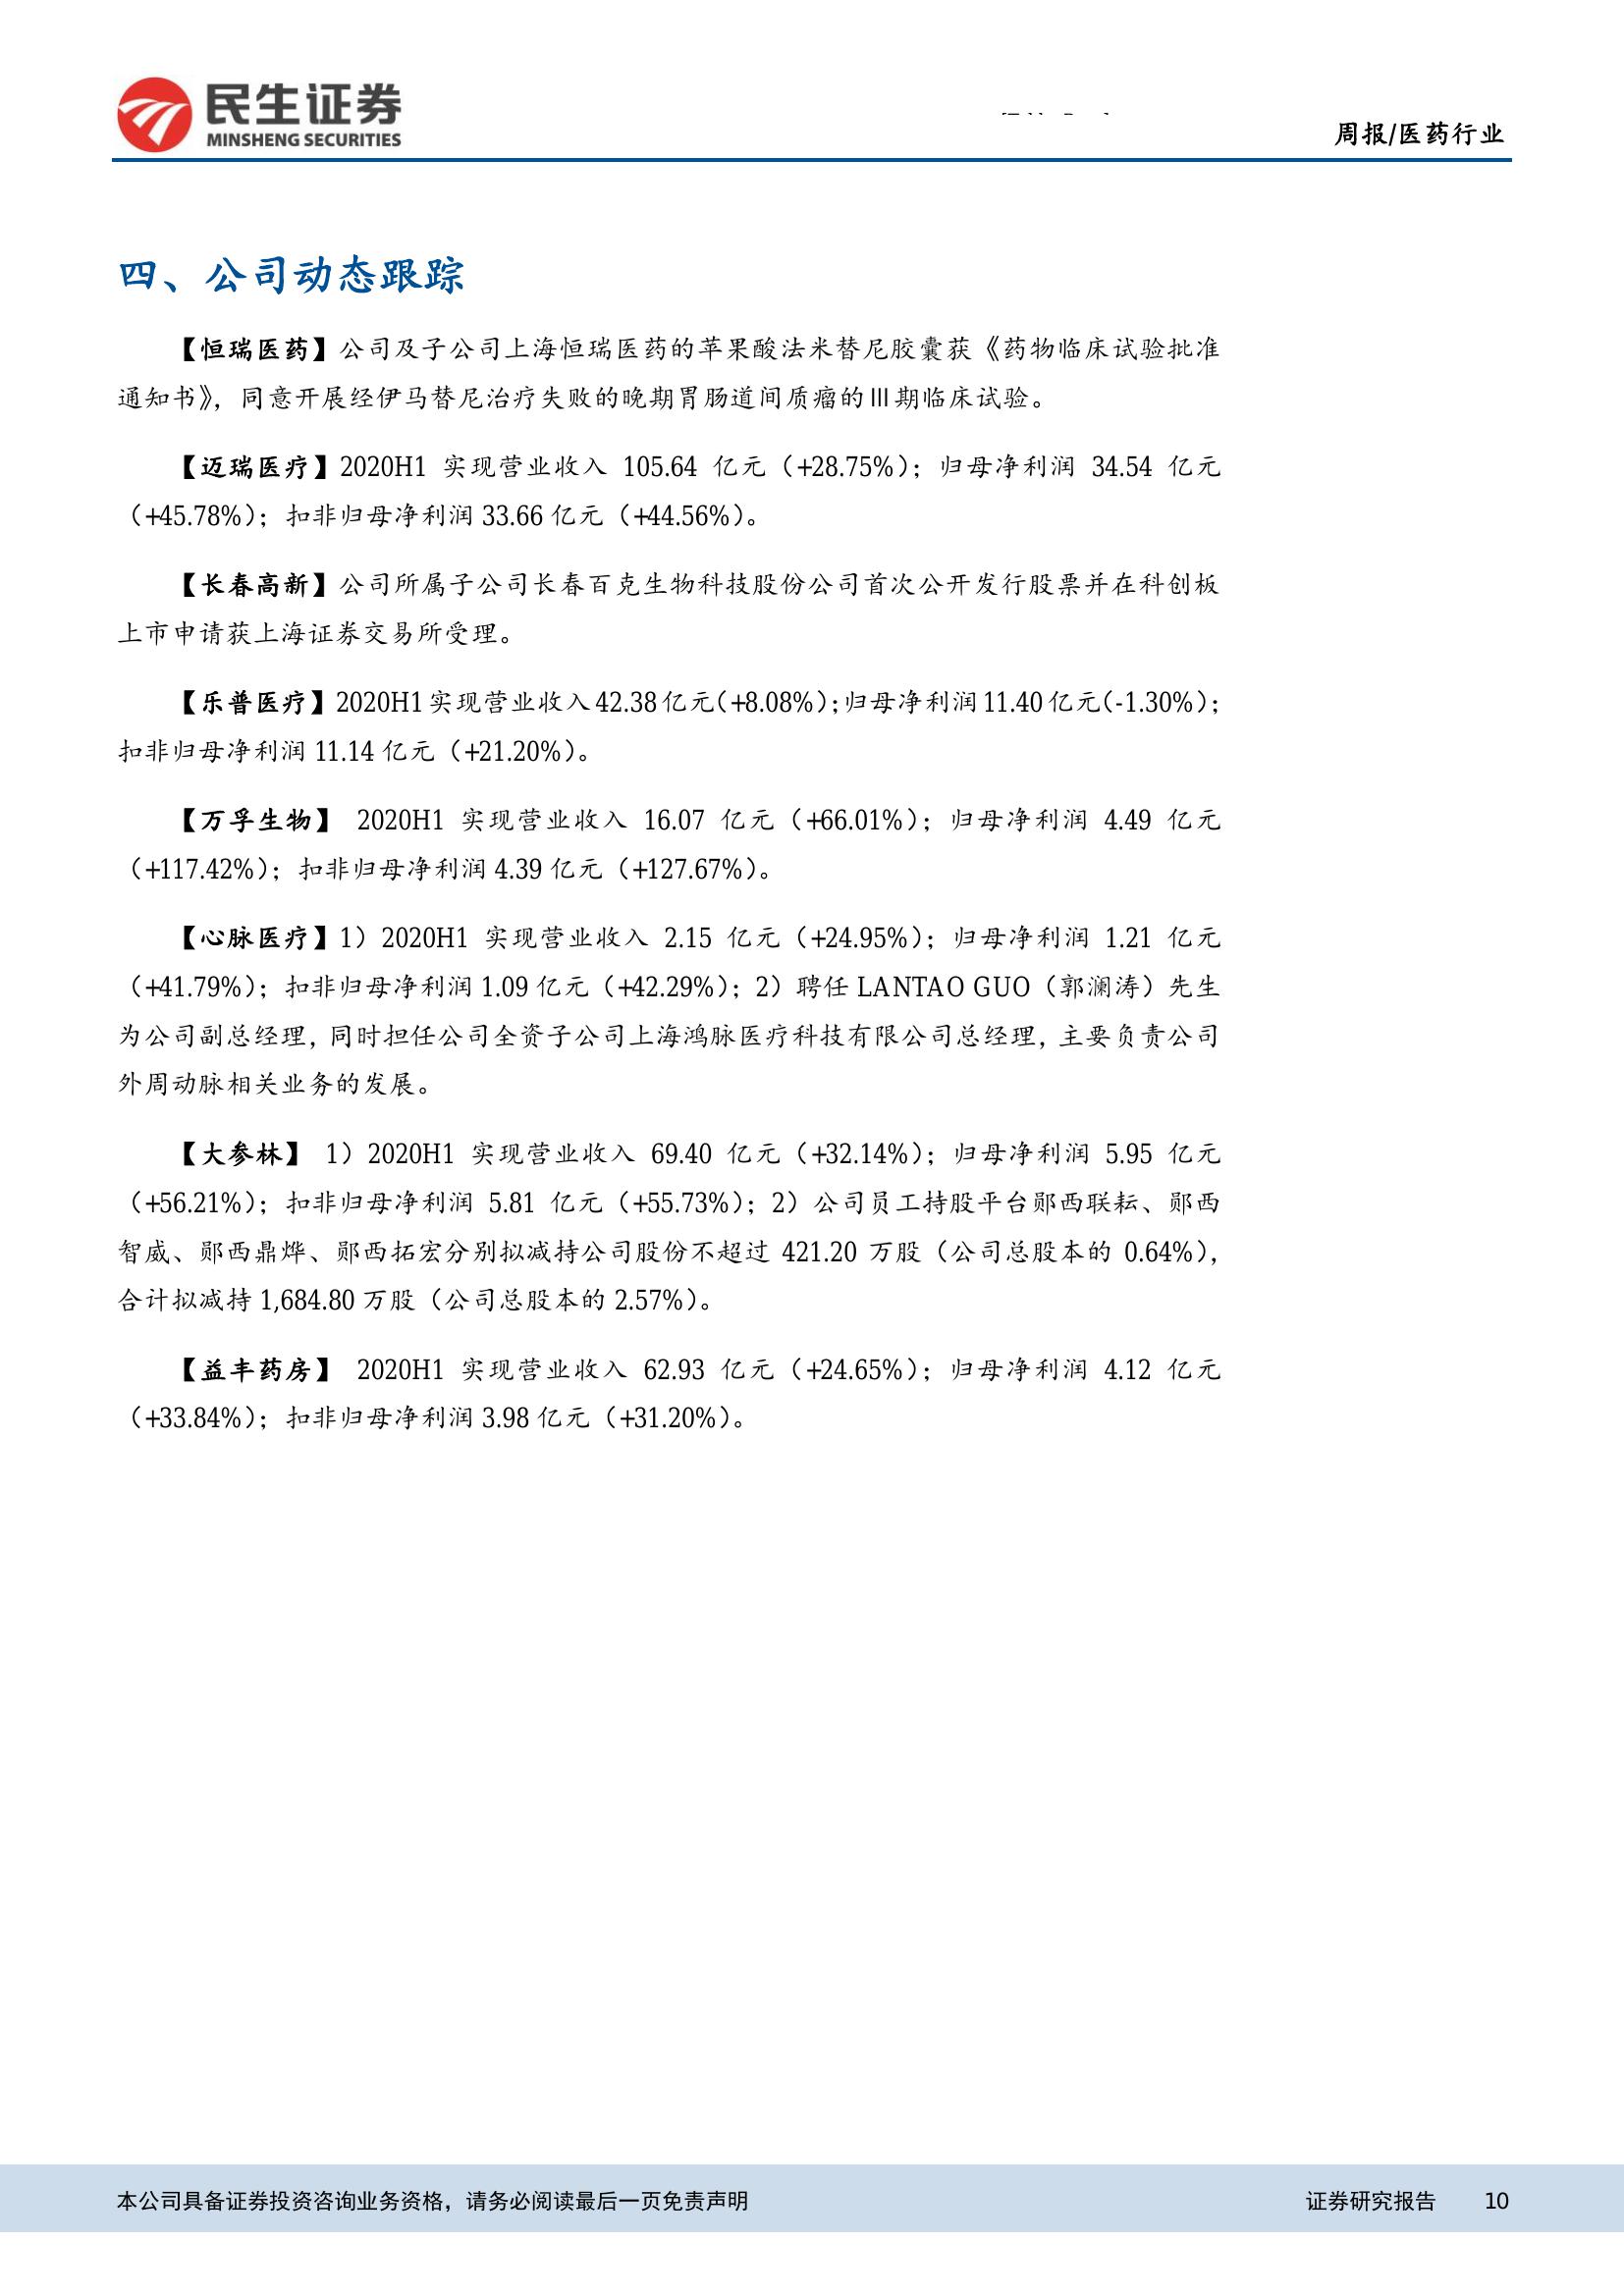 民生证券
MINSHENG SECURITIES
周报/医药行业
四、公司动态跟踪
【恒瑞医药】公司及子公司上海恒瑞医药的苹果酸法米替尼胶囊获《药物临床试验批准
通知书》，同意开展经伊马替尼治疗失败的晚期胃肠道间质瘤的Ⅲ期临床试验。
【迈瑞医疗】2020H1 实现营业收入 105.64 亿元（+28.75%）；归母净利润 34.54 亿元
（+45.78%）；扣非归母净利润 33.66 亿元（+44.56%）。
【长春高新】公司所属子公司长春百克生物科技股份公司首次公开发行股票并在科创板
上市申请获上海证券交易所受理。
【乐普医疗】2020H1 实现营业收入 42.38 亿元（+8.08%）；归母净利润 11.40 亿元（-1.30%）；
扣非归母净利润 11.14 亿元（+21.20%）。
【万孚生物】 2020H1 实现营业收入 16.07 亿元（+66.01%）；归母净利润 4.49 亿元
（+117.42%）；扣非归母净利润 4.39 亿元（+127.67%）。
【心脉医疗】1）2020H1 实现营业收入 2.15 亿元（+24.95%）；归母净利润 1.21 亿元
（+41.79%）；扣非归母净利润 1.09 亿元（+42.29%）；2）聘任 LANTAO GUO（郭澜涛）先生
为公司副总经理，同时担任公司全资子公司上海鸿脉医疗科技有限公司总经理，主要负责公司
外周动脉相关业务的发展。
【大参林】 1）2020H1 实现营业收入 69.40 亿元（+32.14%）；归母净利润 5.95 亿元
（+56.21%）；扣非归母净利润 5.81 亿元（+55.73%）；2）公司员工持股平台郧西联耘、郧西
智威、郧西鼎烨、郧西拓宏分别拟减持公司股份不超过 421.20 万股（公司总股本的 0.64%），
合计拟减持 1,684.80 万股（公司总股本的 2.57%）。
【益丰药房】 2020H1 实现营业收入 62.93 亿元（+24.65%）；归母净利润 4.12 亿元
（+33.84%）；扣非归母净利润 3.98 亿元（+31.20%）。
本公司具备证券投资咨询业务资格，请务必阅读最后一页免责声明
证券研究报告 10